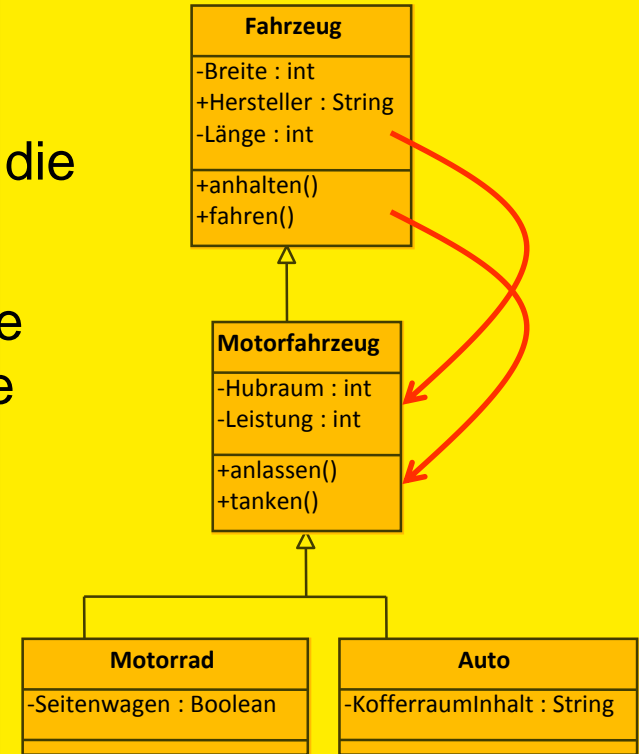 Fahrzeug
-Breite : int
+Hersteller : String
-Länge : int
die
+anhalten()
+fahren()
e
Motorfahrzeug
e
-Hubraum : int
-Leistung : int
+anlassen()
+tanken()
Motorrad
-Seitenwagen : Boolean
Auto
-KofferraumInhalt : String